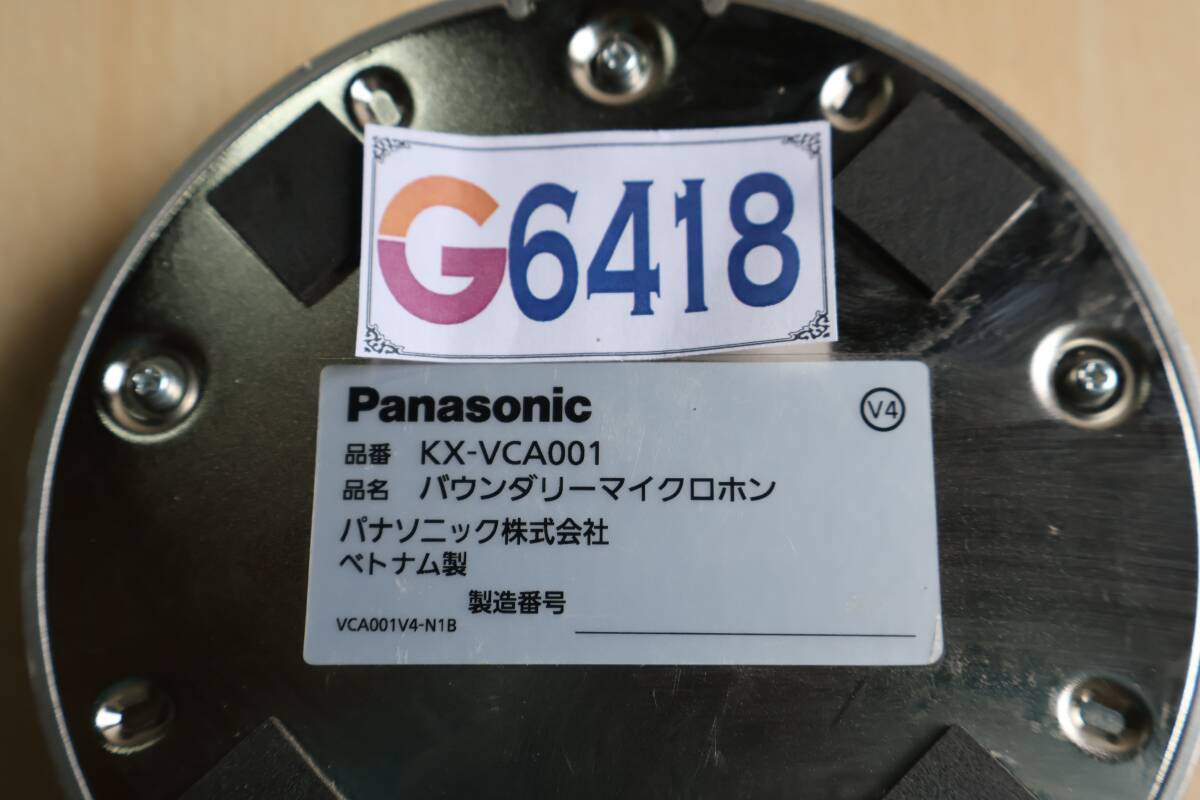 G6418
Panasonic
V4
品番 KX-VCA001
品名 バウンダリーマイクロホン
パナソニック株式会社
ベトナム製
製造番号
VCA001V4-N1B